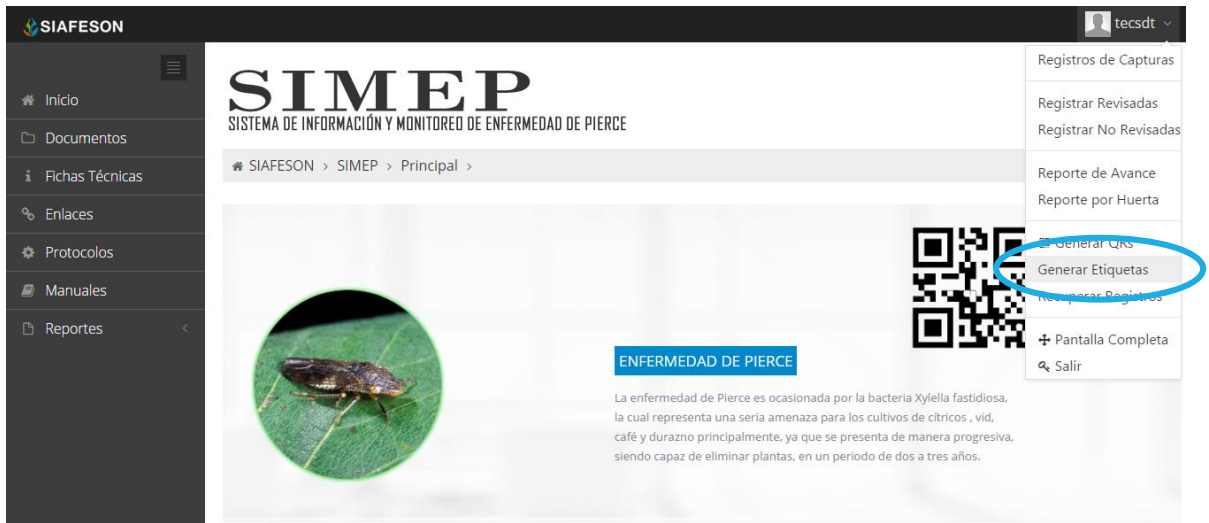 SIAFESON
tecsdt
Inicio
Documentos
Fichas Técnicas
Enlaces
Protocolos
Manuales
Reportes
SIMEP
SISTEMA DE INFORMACIÓN Y MONITOREO DE ENFERMEDAD DE PIERCE
SIAFESON > SIMEP > Principal >
Registros de Capturas
Registrar Revisadas
Registrar No Revisadas
Reporte de Avance
Reporte por Huerta
Generar QRs
Generar Etiquetas
Recuperar Registros
Pantalla Completa
Salir
ENFERMEDAD DE PIERCE
La enfermedad de Pierce es ocasionada por la bacteria Xylella fastidiosa,
la cual representa una seria amenaza para los cultivos de cítricos , vid,
café y durazno principalmente, ya que se presenta de manera progresiva,
siendo capaz de eliminar plantas, en un periodo de dos a tres años.